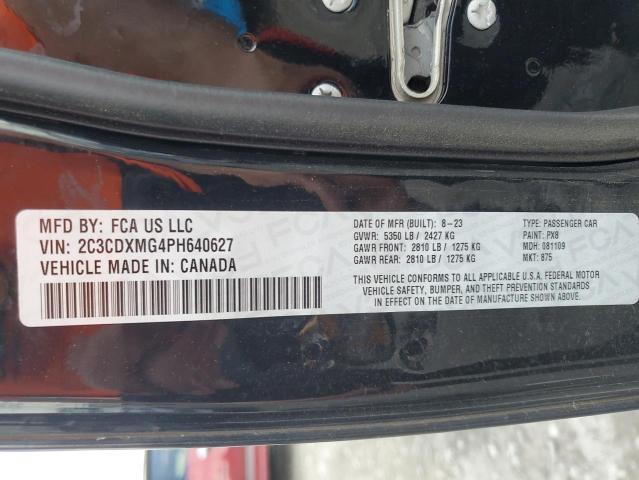 MFD BY: FCA US LLC
VIN: 2C3CDXMG4PH640627
VEHICLE MADE IN: CANADA
DATE OF MFR (BUILT): 8-23
GVWR: 5350 LB / 2427 KG
GAWR FRONT: 2810 LB / 1275 KG
GAWR REAR: 2810 LB / 1275 KG
TYPE: PASSENGER CAR
PAINT: PX8
MDH: 081109
MKT: 875
THIS VEHICLE CONFORMS TO ALL APPLICABLE U.S.A. FEDERAL MOTOR
VEHICLE SAFETY, BUMPER, AND THEFT PREVENTION STANDARDS
IN EFFECT ON THE DATE OF MANUFACTURE SHOWN ABOVE.